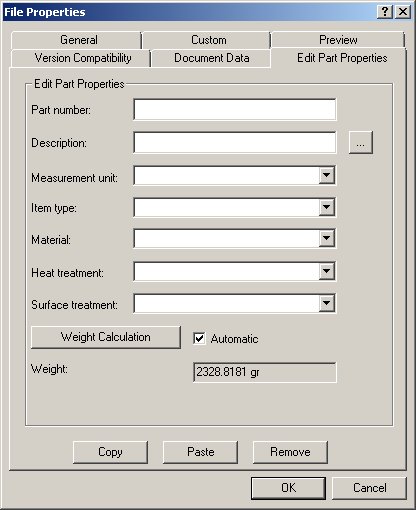 File Properties
General Custom Preview
Version Compatibility Document Data Edit Part Properties
Edit Part Properties
Part number:
Description: ...
Measurement unit:
Item type:
Material:
Heat treatment:
Surface treatment:
Weight Calculation Automatic
Weight: 2328.8181 gr
Copy Paste Remove
OK Cancel